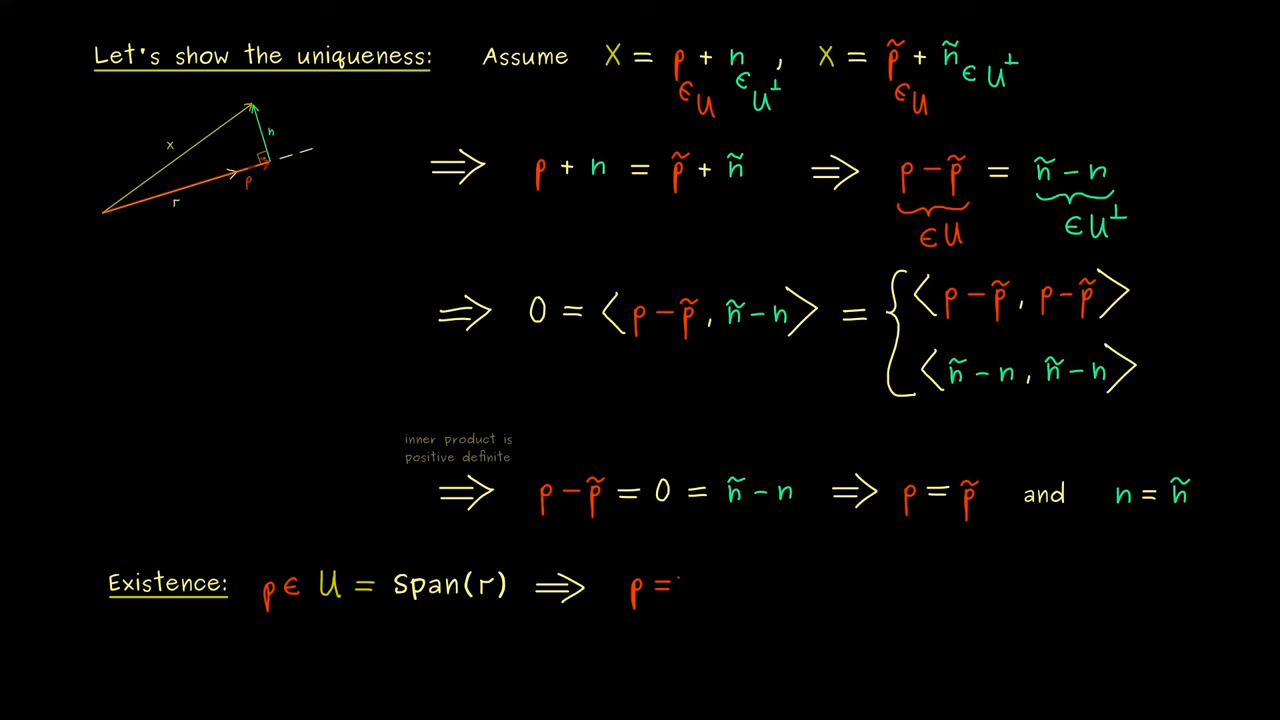 Let's show the uniqueness: Assume x = p + n , x = p̃ + ñ ∈ U^⊥
∈ U ∈ U^⊥ ∈ U
x
n
p
r
⟹ p + n = p̃ + ñ ⟹ p − p̃ = ñ − n
∈ U ∈ U^⊥
⟹ 0 = ⟨p − p̃, ñ − n⟩ = { ⟨p − p̃, p − p̃⟩
⟨ñ − n, ñ − n⟩
inner product is
positive definite
⟹ p − p̃ = 0 = ñ − n ⟹ p = p̃ and n = ñ
Existence: p ∈ U = Span(r) ⟹ p =